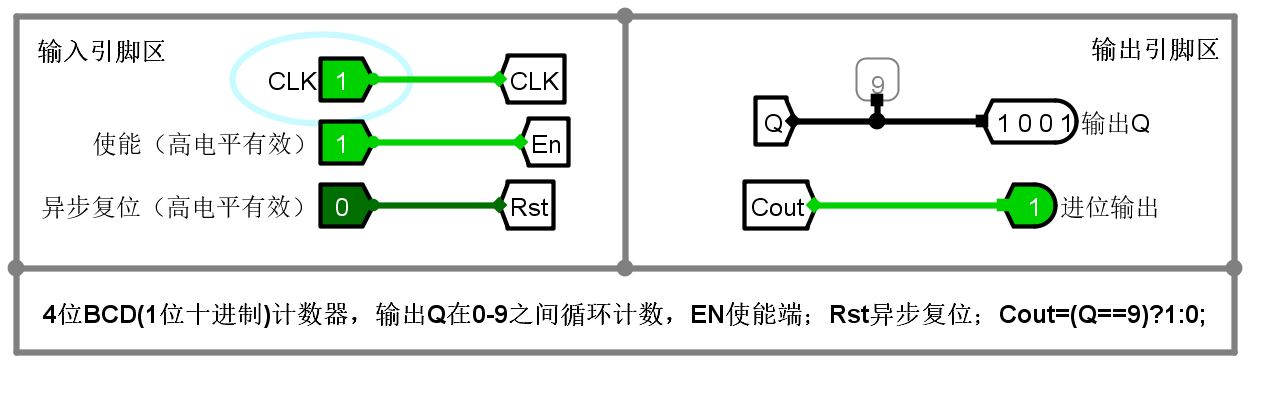 输入引脚区
CLK 1 CLK
使能（高电平有效） 1 En
异步复位（高电平有效） 0 Rst
输出引脚区
9
Q 1 0 0 1 输出Q
Cout 1 进位输出
4位BCD(1位十进制)计数器，输出Q在0-9之间循环计数，EN使能端；Rst异步复位；Cout=(Q==9)?1:0;